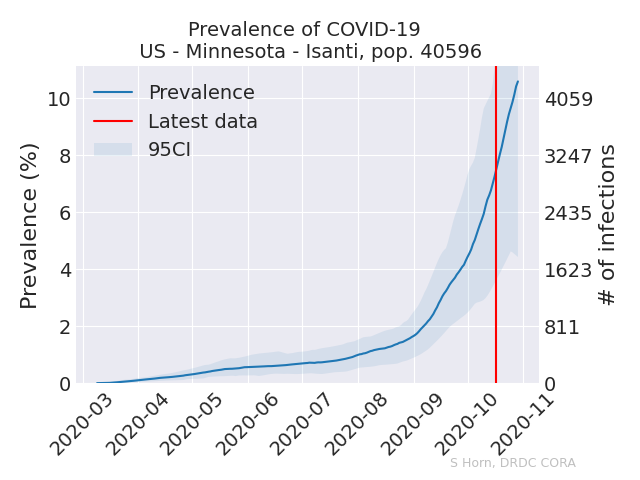 Prevalence of COVID-19
US - Minnesota - Isanti, pop. 40596
Prevalence
Latest data
95CI
Prevalence (%)
10
8
6
4
2
0
4059
3247
2435
1623
811
0
# of infections
2020-03
2020-04
2020-05
2020-06
2020-07
2020-08
2020-09
2020-10
2020-11
S Horn, DRDC CORA